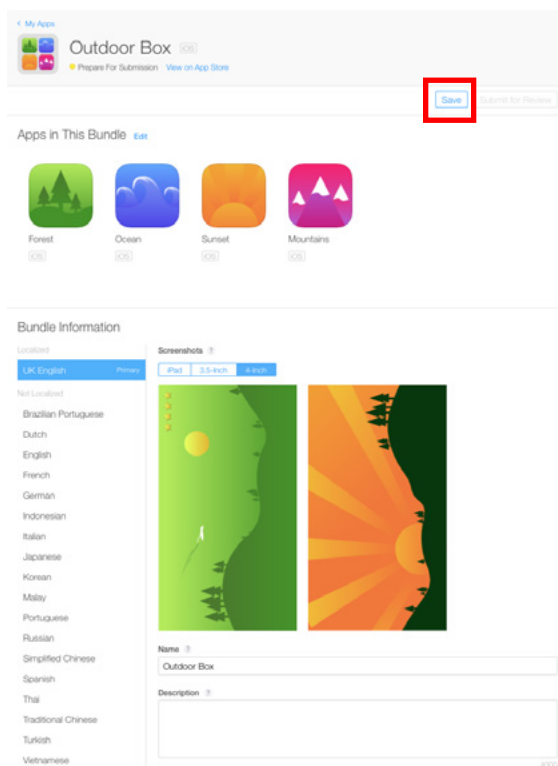 < My Apps
Outdoor Box iOS
Prepare For Submission View on App Store
Save Submit for Review
Apps in This Bundle Edit
Forest Ocean Sunset Mountains
iOS iOS iOS iOS
Bundle Information
Localized
UK English Primary
Not Localized
Brazilian Portuguese
Dutch
English
French
German
Indonesian
Italian
Japanese
Korean
Malay
Portuguese
Russian
Simplified Chinese
Spanish
Thai
Traditional Chinese
Turkish
Vietnamese
Screenshots ?
iPad 3.5-Inch 4-Inch
Name ?
Outdoor Box
Description ?